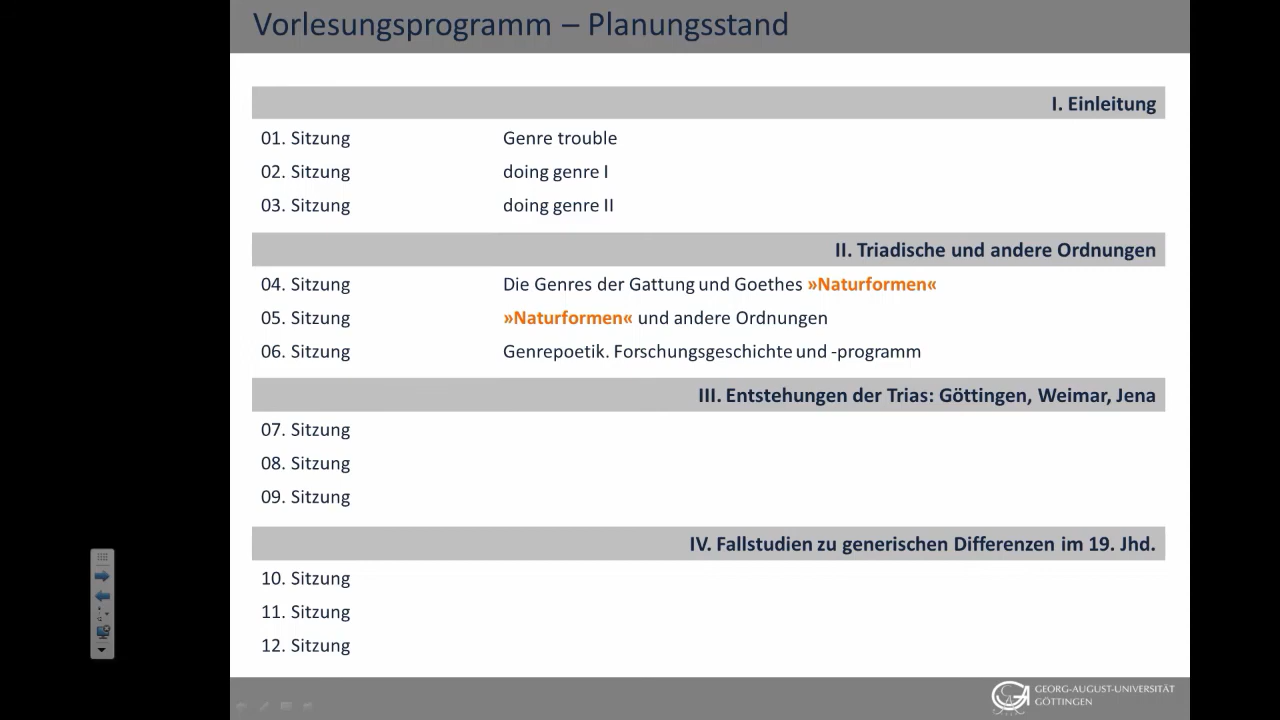 Vorlesungsprogramm – Planungsstand
I. Einleitung
01. Sitzung Genre trouble
02. Sitzung doing genre I
03. Sitzung doing genre II
II. Triadische und andere Ordnungen
04. Sitzung Die Genres der Gattung und Goethes »Naturformen«
05. Sitzung »Naturformen« und andere Ordnungen
06. Sitzung Genrepoetik. Forschungsgeschichte und -programm
III. Entstehungen der Trias: Göttingen, Weimar, Jena
07. Sitzung
08. Sitzung
09. Sitzung
IV. Fallstudien zu generischen Differenzen im 19. Jhd.
10. Sitzung
11. Sitzung
12. Sitzung
GEORG-AUGUST-UNIVERSITÄT
GÖTTINGEN